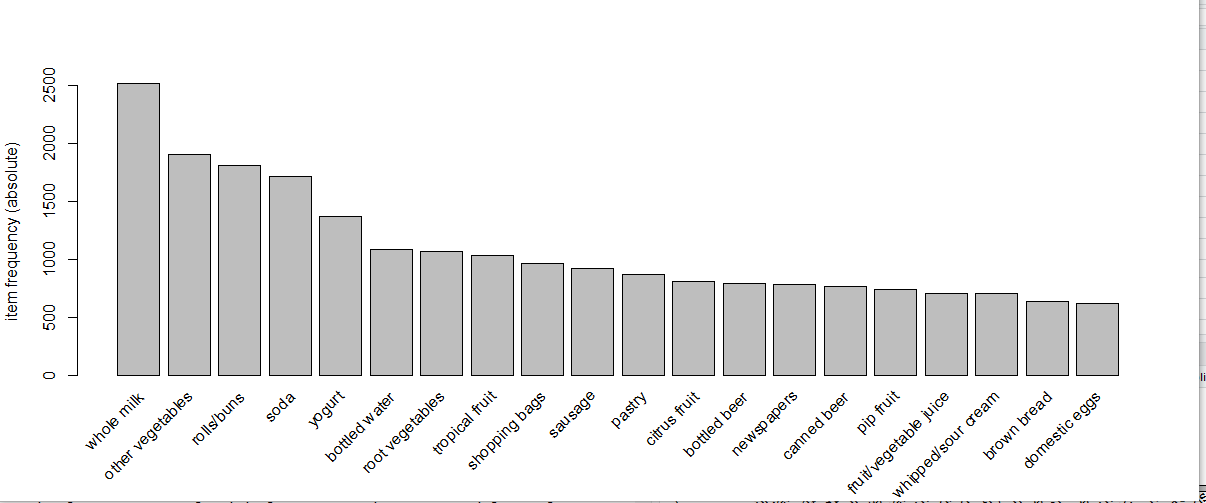 item frequency (absolute)
2500
2000
1500
1000
500
0
whole milk
other vegetables
rolls/buns
soda
yogurt
bottled water
root vegetables
tropical fruit
shopping bags
sausage
pastry
citrus fruit
bottled beer
newspapers
canned beer
pip fruit
fruit/vegetable juice
whipped/sour cream
brown bread
domestic eggs
li